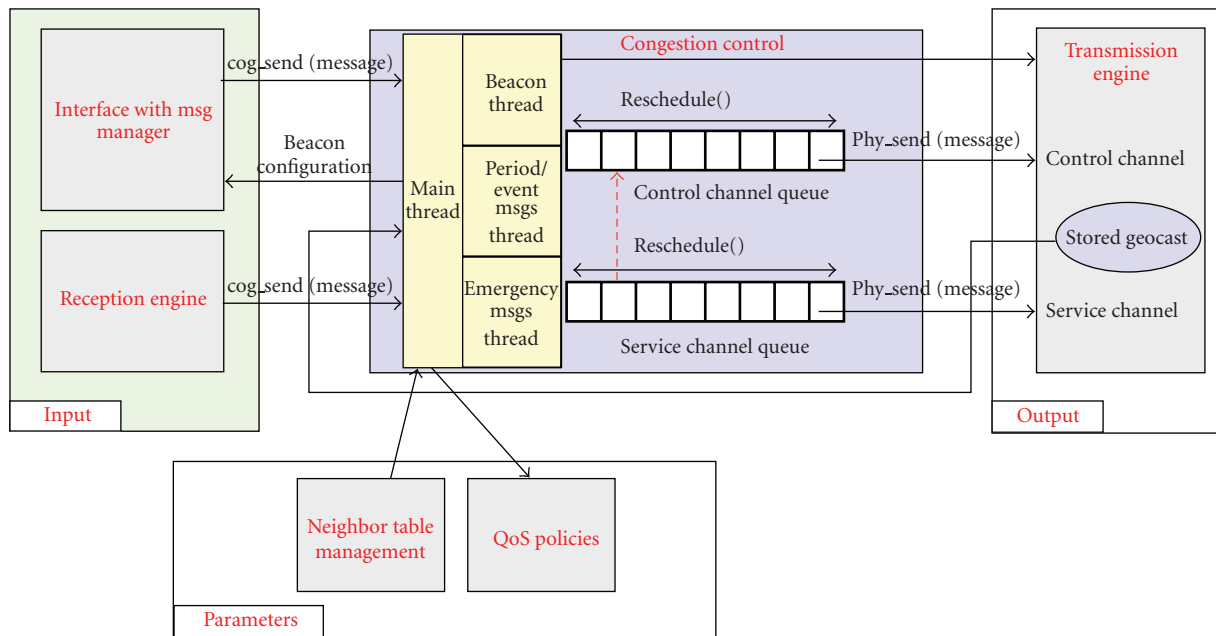 cog_send (message)
Interface with msg
manager
Beacon
configuration
Reception engine
cog_send (message)
Input
Main
thread
Beacon
thread
Period/
event
msgs
thread
Emergency
msgs
thread
Congestion control
Reschedule()
Control channel queue
Reschedule()
Service channel queue
Phy_send (message)
Phy_send (message)
Transmission
engine
Control channel
Stored geocast
Service channel
Output
Neighbor table
management
QoS policies
Parameters